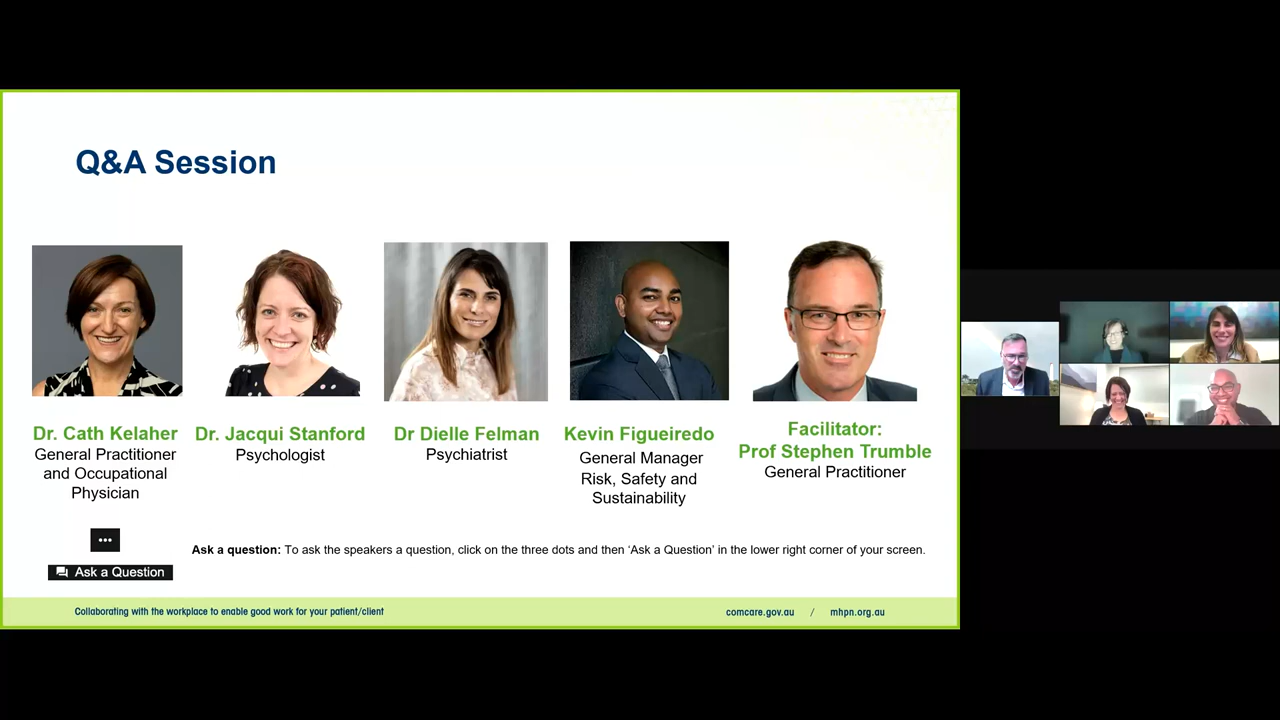 Q&A Session
Dr. Cath Kelaher
General Practitioner
and Occupational
Physician
Dr. Jacqui Stanford
Psychologist
Dr Dielle Felman
Psychiatrist
Kevin Figueiredo
General Manager
Risk, Safety and
Sustainability
Facilitator:
Prof Stephen Trumble
General Practitioner
Ask a Question
Ask a question: To ask the speakers a question, click on the three dots and then ‘Ask a Question’ in the lower right corner of your screen.
Collaborating with the workplace to enable good work for your patient/client
comcare.gov.au / mhpn.org.au